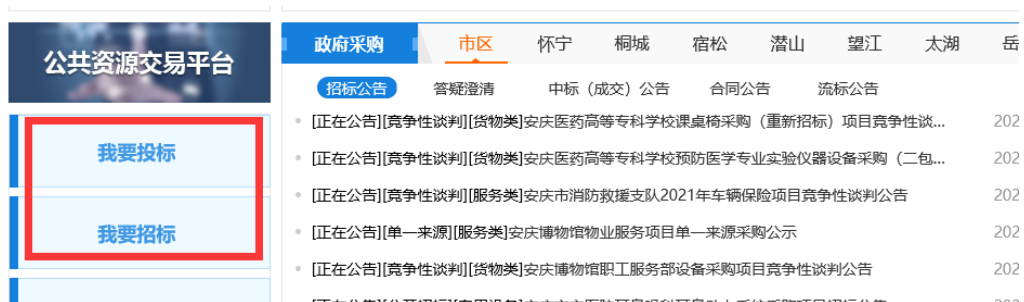 公共资源交易平台
我要投标
我要招标
政府采购 市区 怀宁 桐城 宿松 潜山 望江 太湖 岳
招标公告 答疑澄清 中标（成交）公告 合同公告 流标公告
[正在公告][竞争性谈判][货物类]安庆医药高等专科学校课桌椅采购（重新招标）项目竞争性谈... 202
[正在公告][竞争性谈判][货物类]安庆医药高等专科学校预防医学专业实验仪器设备采购（二包... 202
[正在公告][竞争性谈判][服务类]安庆市消防救援支队2021年车辆保险项目竞争性谈判公告 202
[正在公告][单一来源][服务类]安庆博物馆物业服务项目单一来源采购公示 202
[正在公告][竞争性谈判][货物类]安庆博物馆职工服务部设备采购项目竞争性谈判公告 202